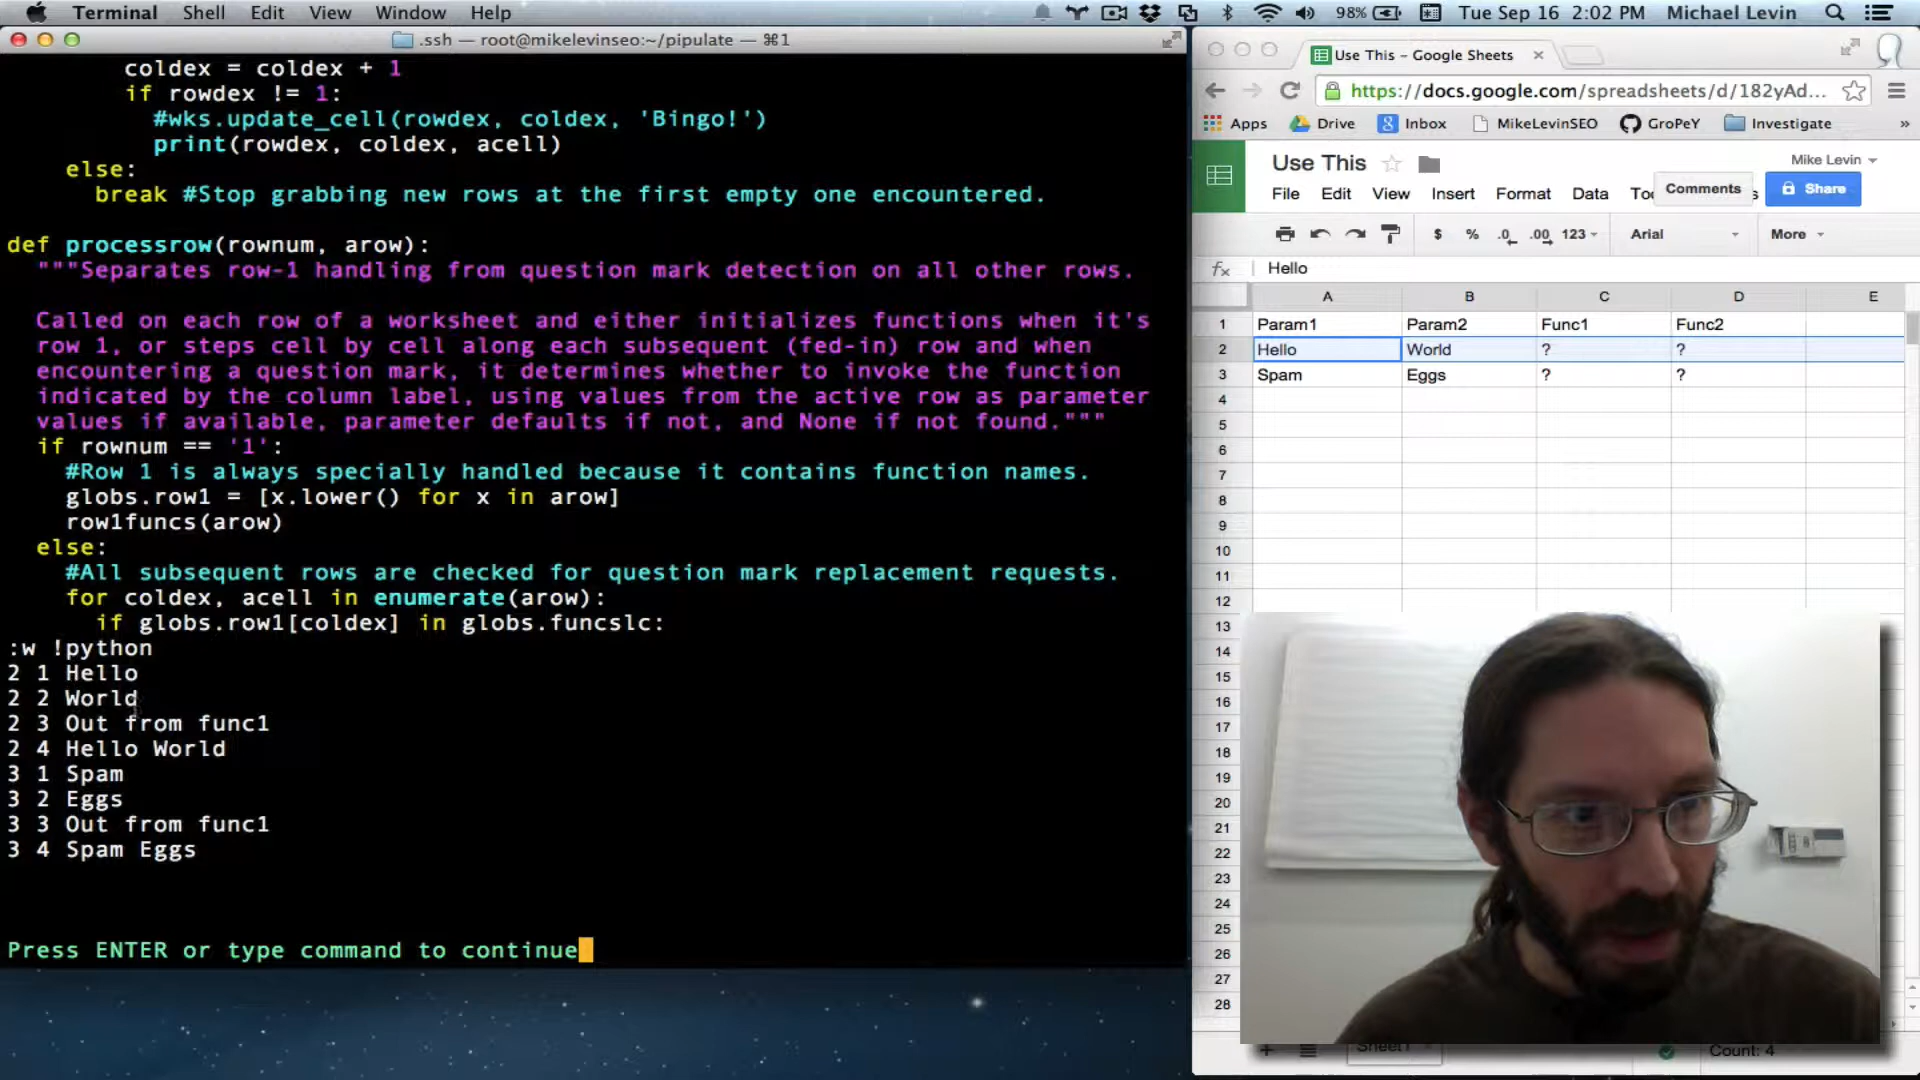 Terminal Shell Edit View Window Help 98% Tue Sep 16 2:02 PM Michael Levin
.ssh — root@mikelevinseo:~/pipulate — ⌘1
coldex = coldex + 1
if rowdex != 1:
#wks.update_cell(rowdex, coldex, 'Bingo!')
print(rowdex, coldex, acell)
else:
break #Stop grabbing new rows at the first empty one encountered.
def processrow(rownum, arow):
"""Separates row-1 handling from question mark detection on all other rows.
Called on each row of a worksheet and either initializes functions when it's
row 1, or steps cell by cell along each subsequent (fed-in) row and when
encountering a question mark, it determines whether to invoke the function
indicated by the column label, using values from the active row as parameter
values if available, parameter defaults if not, and None if not found."""
if rownum == '1':
#Row 1 is always specially handled because it contains function names.
globs.row1 = [x.lower() for x in arow]
row1funcs(arow)
else:
#All subsequent rows are checked for question mark replacement requests.
for coldex, acell in enumerate(arow):
if globs.row1[coldex] in globs.funcslc:
:w !python
2 1 Hello
2 2 World
2 3 Out from func1
2 4 Hello World
3 1 Spam
3 2 Eggs
3 3 Out from func1
3 4 Spam Eggs
Press ENTER or type command to continue
Use This - Google Sheets
https://docs.google.com/spreadsheets/d/182yAd...
Apps Drive Inbox MikeLevinSEO GroPeY Investigate »
Use This Mike Levin
File Edit View Insert Format Data Comments Share
$ % .0 .00 123 Arial More
fx Hello
A B C D E
1 Param1 Param2 Func1 Func2
2 Hello World ? ?
3 Spam Eggs ? ?
4
5
6
7
8
9
10
11
12
13
14
15
16
17
18
19
20
21
22
23
24
25
26
27
28
Sheet1 Count: 4